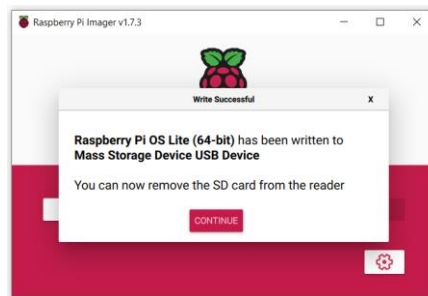 Raspberry Pi Imager v1.7.3
Write Successful
X
Raspberry Pi OS Lite (64-bit) has been written to
Mass Storage Device USB Device
You can now remove the SD card from the reader
CONTINUE